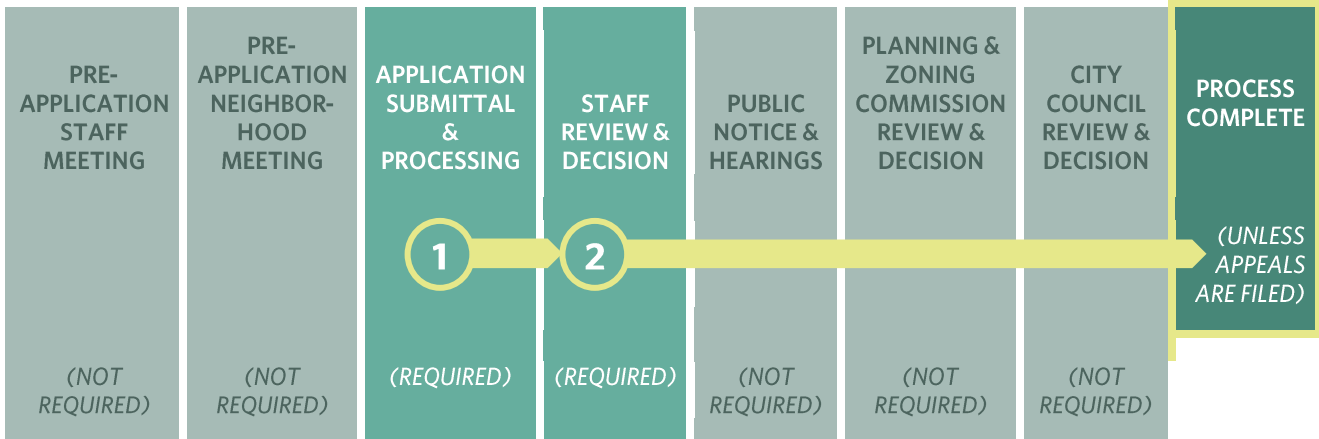 PRE-
APPLICATION
STAFF
MEETING
(NOT
REQUIRED)
PRE-
APPLICATION
NEIGHBOR-
HOOD
MEETING
(NOT
REQUIRED)
APPLICATION
SUBMITTAL
&
PROCESSING
1
(REQUIRED)
STAFF
REVIEW &
DECISION
2
(REQUIRED)
PUBLIC
NOTICE &
HEARINGS
(NOT
REQUIRED)
PLANNING &
ZONING
COMMISSION
REVIEW &
DECISION
(NOT
REQUIRED)
CITY
COUNCIL
REVIEW &
DECISION
(NOT
REQUIRED)
PROCESS
COMPLETE
(UNLESS
APPEALS
ARE FILED)